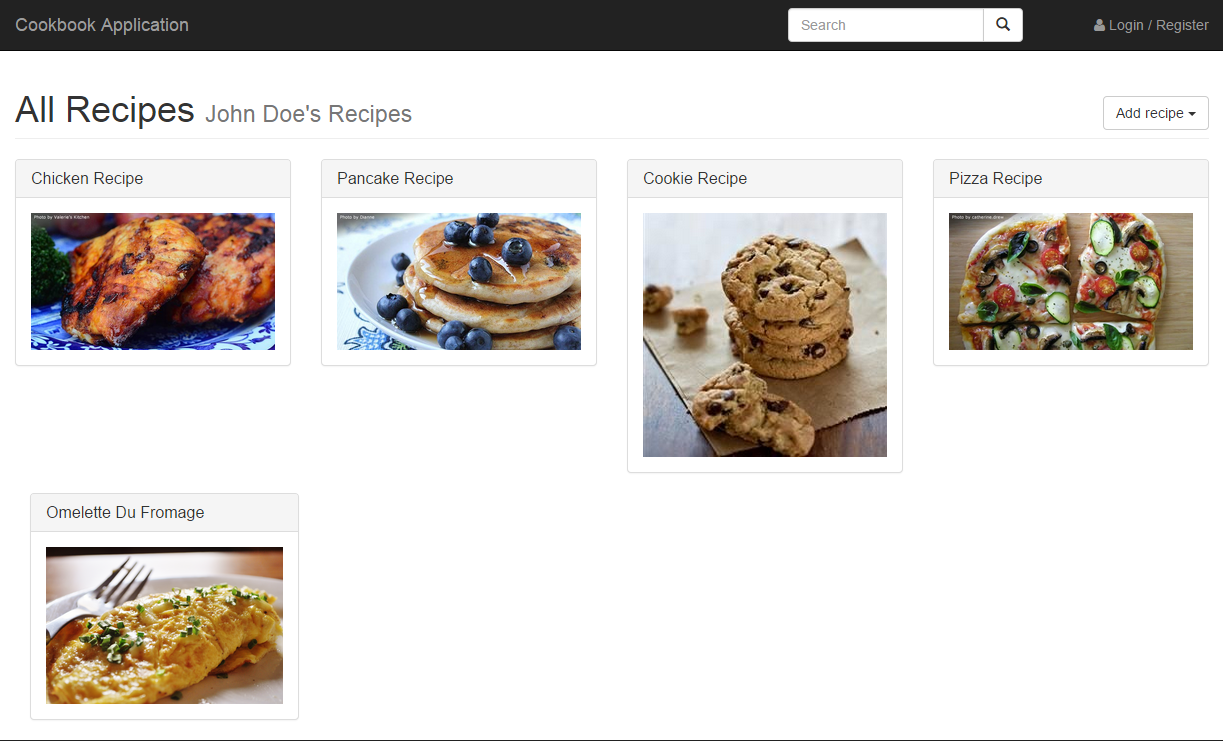 Cookbook Application
Search
Login / Register
All Recipes John Doe's Recipes
Add recipe
Chicken Recipe
Pancake Recipe
Cookie Recipe
Pizza Recipe
Photo by Valerie's Kitchen
Photo by Dianne
Photo by catherine.drew
Omelette Du Fromage